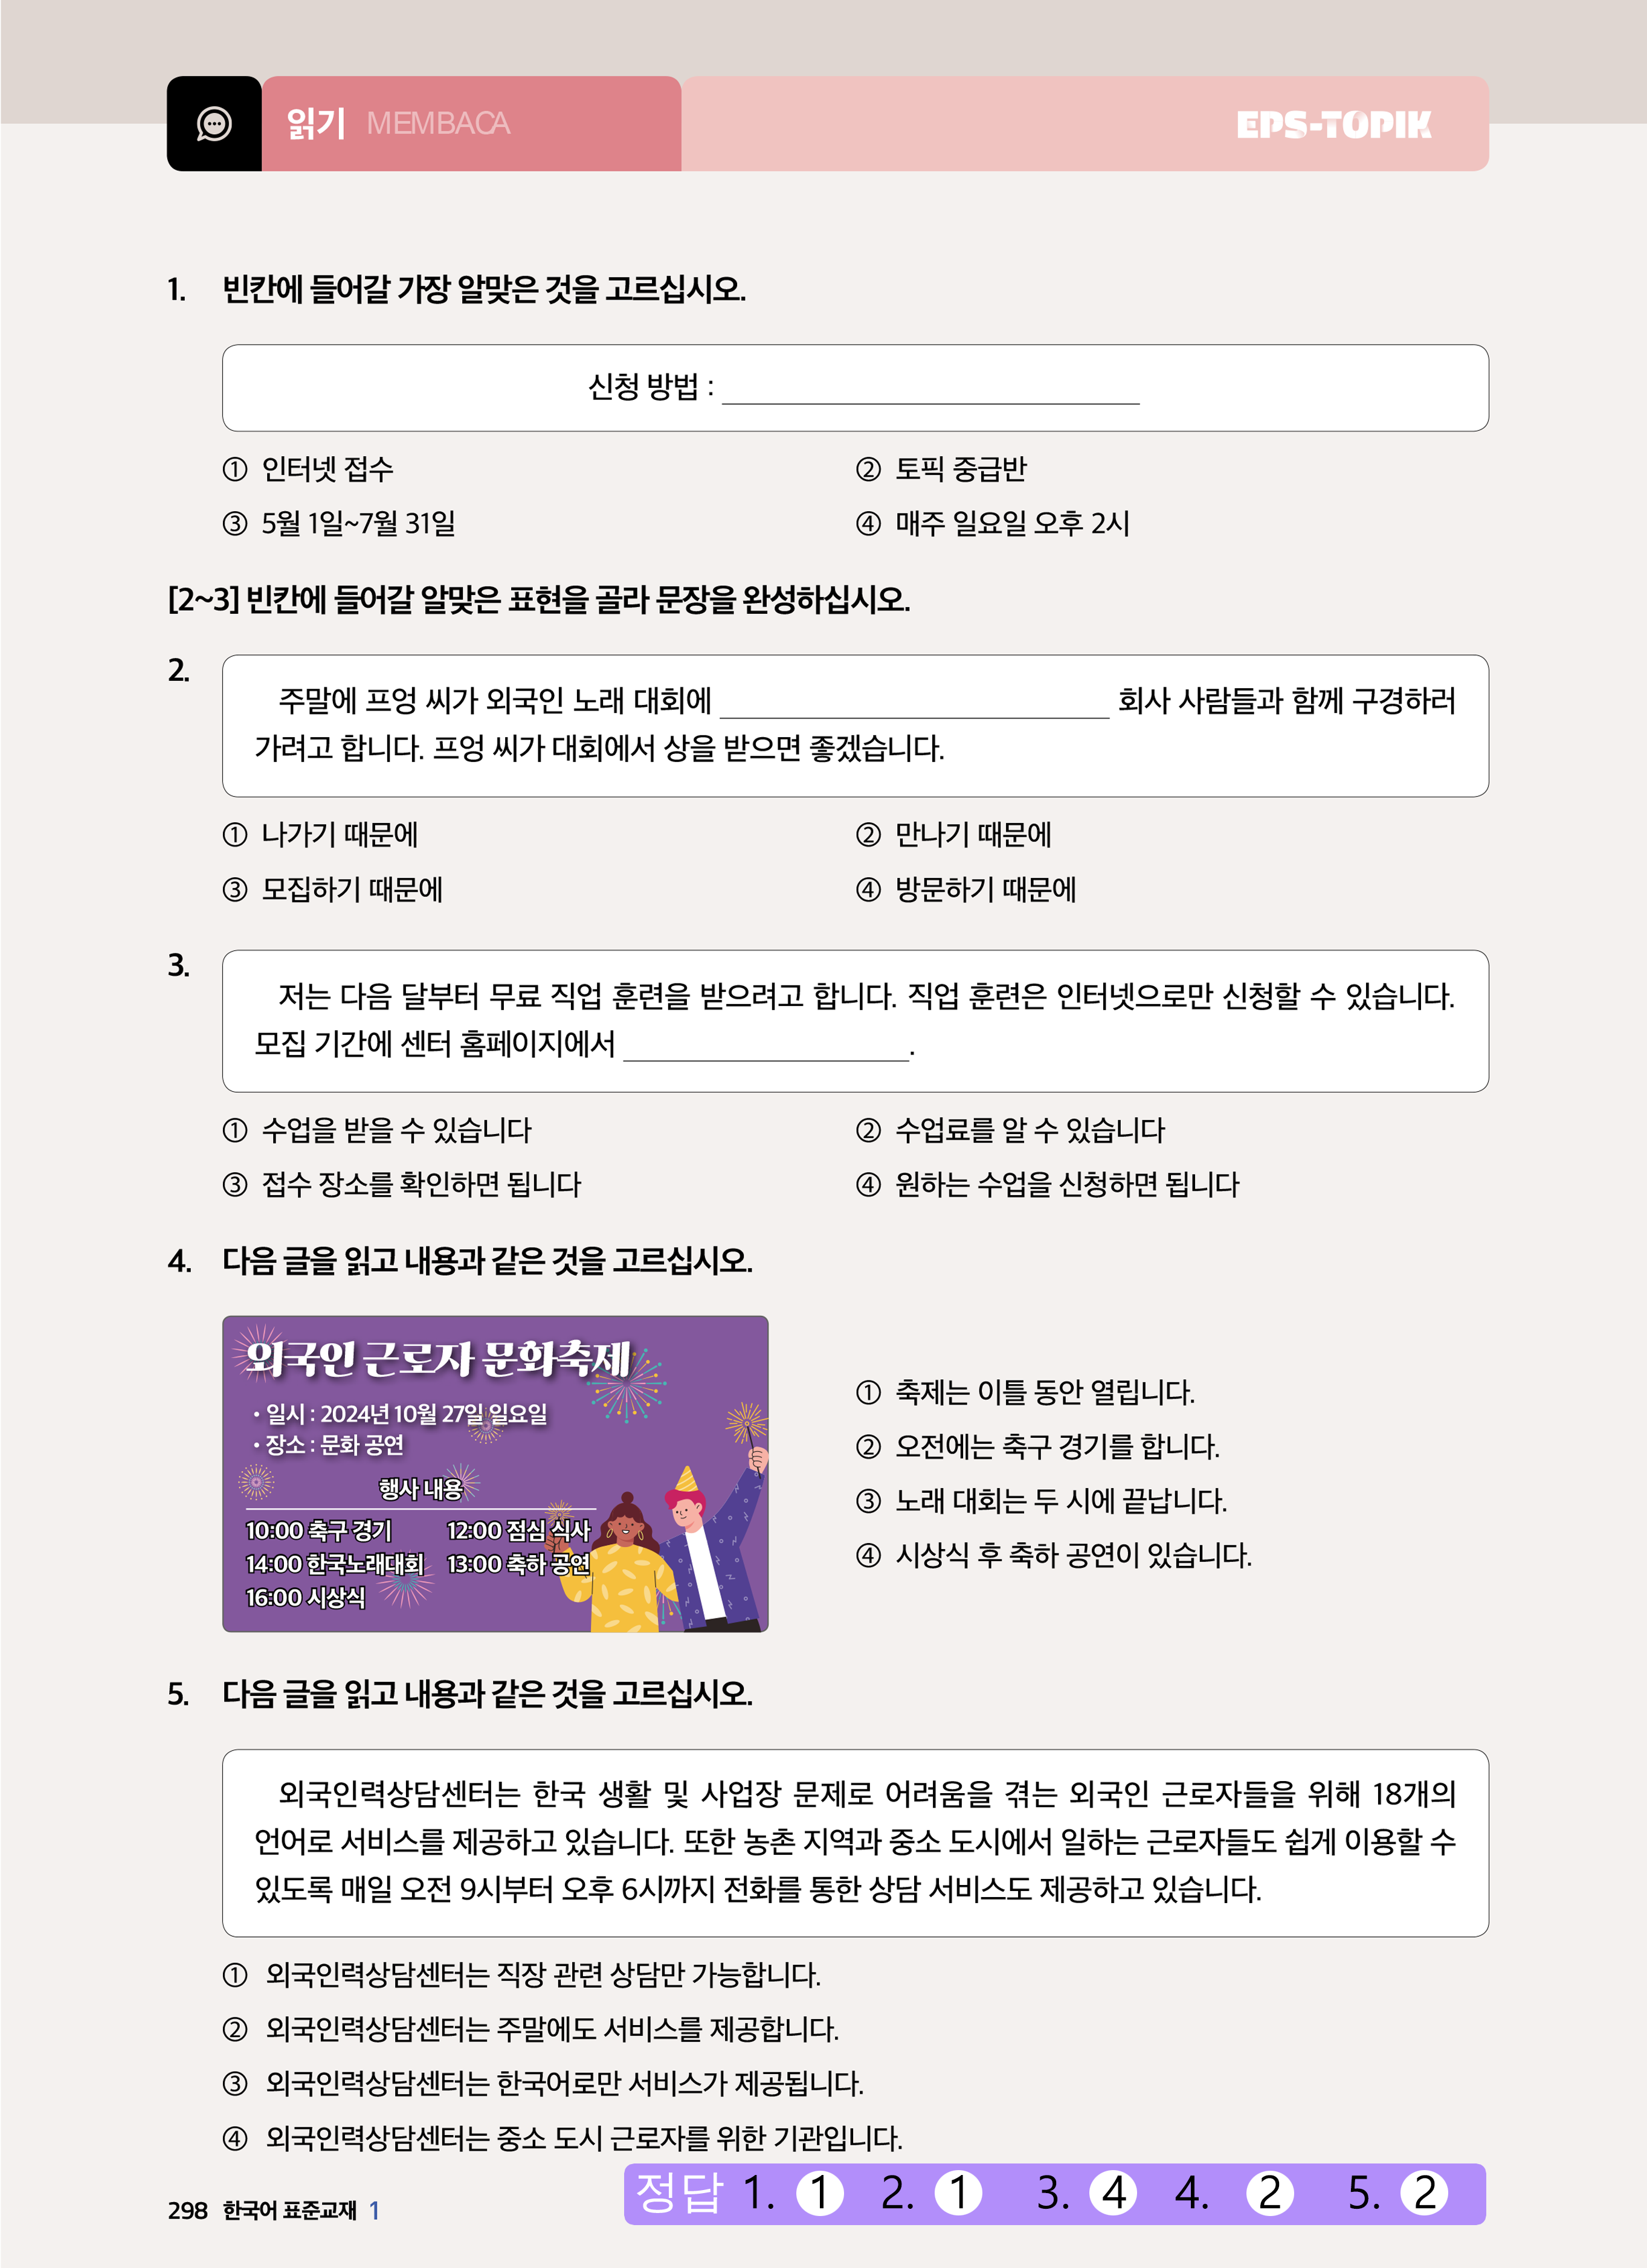 읽기 MEMBACA
EPS-TOPIK
1. 빈칸에 들어갈 가장 알맞은 것을 고르십시오.
신청 방법 :
① 인터넷 접수
② 토픽 중급반
③ 5월 1일~7월 31일
④ 매주 일요일 오후 2시
[2~3] 빈칸에 들어갈 알맞은 표현을 골라 문장을 완성하십시오.
2. 주말에 프엉 씨가 외국인 노래 대회에 ____________ 회사 사람들과 함께 구경하러
가려고 합니다. 프엉 씨가 대회에서 상을 받으면 좋겠습니다.
① 나가기 때문에
② 만나기 때문에
③ 모집하기 때문에
④ 방문하기 때문에
3. 저는 다음 달부터 무료 직업 훈련을 받으려고 합니다. 직업 훈련은 인터넷으로만 신청할 수 있습니다.
모집 기간에 센터 홈페이지에서 ____________.
① 수업을 받을 수 있습니다
② 수업료를 알 수 있습니다
③ 접수 장소를 확인하면 됩니다
④ 원하는 수업을 신청하면 됩니다
4. 다음 글을 읽고 내용과 같은 것을 고르십시오.
외국인 근로자 문화축제
• 일시 : 2024년 10월 27일 일요일
• 장소 : 문화 공연
행사 내용
10:00 축구 경기 12:00 점심 식사
14:00 한국노래대회 13:00 축하 공연
16:00 시상식
① 축제는 이틀 동안 열립니다.
② 오전에는 축구 경기를 합니다.
③ 노래 대회는 두 시에 끝납니다.
④ 시상식 후 축하 공연이 있습니다.
5. 다음 글을 읽고 내용과 같은 것을 고르십시오.
외국인력상담센터는 한국 생활 및 사업장 문제로 어려움을 겪는 외국인 근로자들을 위해 18개의
언어로 서비스를 제공하고 있습니다. 또한 농촌 지역과 중소 도시에서 일하는 근로자들도 쉽게 이용할 수
있도록 매일 오전 9시부터 오후 6시까지 전화를 통한 상담 서비스도 제공하고 있습니다.
① 외국인력상담센터는 직장 관련 상담만 가능합니다.
② 외국인력상담센터는 주말에도 서비스를 제공합니다.
③ 외국인력상담센터는 한국어로만 서비스가 제공됩니다.
④ 외국인력상담센터는 중소 도시 근로자를 위한 기관입니다.
정답 1. 1 2. 1 3. 4 4. 2 5. 2
298 한국어 표준교재 1